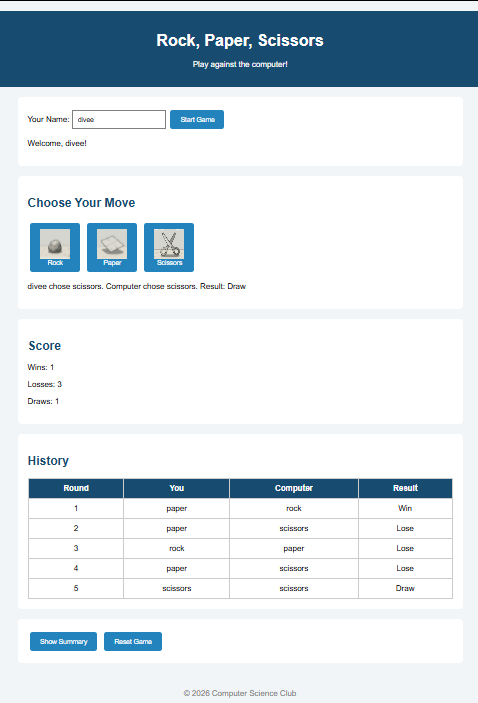 Rock, Paper, Scissors
Play against the computer!
Your Name: divee Start Game
Welcome, divee!
Choose Your Move
Rock Paper Scissors
divee chose scissors. Computer chose scissors. Result: Draw
Score
Wins: 1
Losses: 3
Draws: 1
History
Round You Computer Result
1 paper rock Win
2 paper scissors Lose
3 rock paper Lose
4 paper scissors Lose
5 scissors scissors Draw
Show Summary Reset Game
© 2026 Computer Science Club